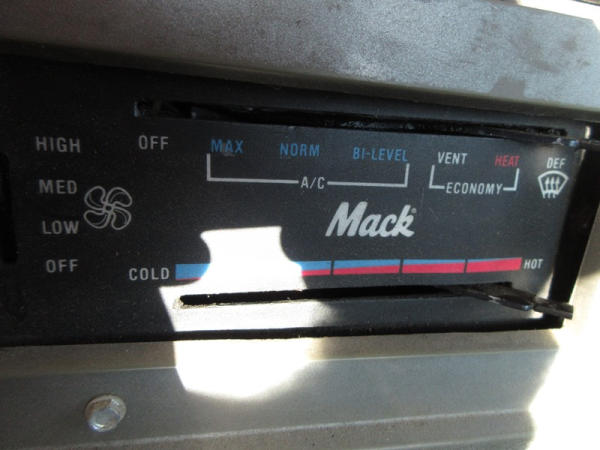 HIGH
MED
LOW
OFF
OFF MAX NORM BI-LEVEL VENT HEAT DEF
A/C ECONOMY
Mack®
COLD HOT